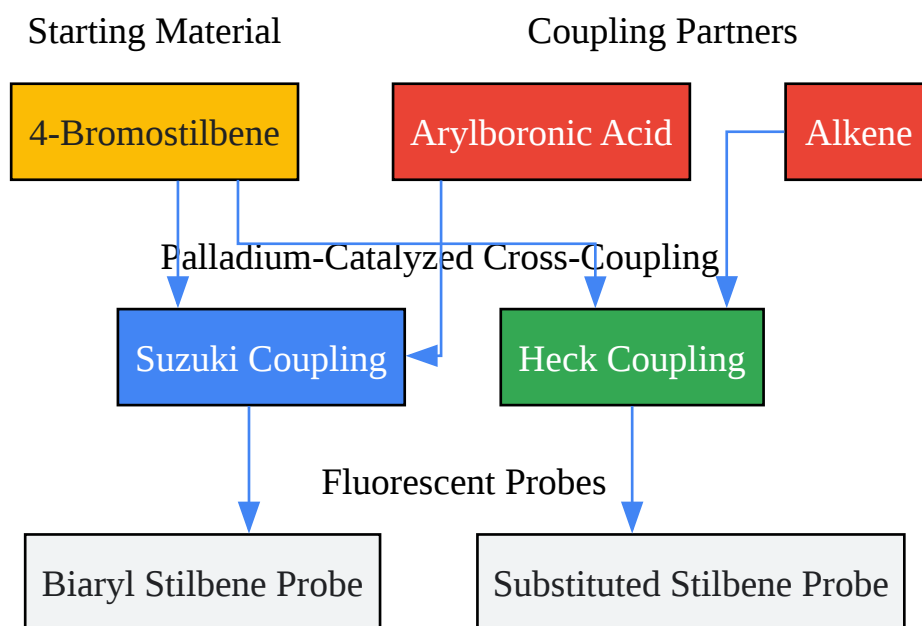 Starting Material
Coupling Partners
4-Bromostilbene
Arylboronic Acid
Alkene
Palladium-Catalyzed Cross-Coupling
Suzuki Coupling
Heck Coupling
Fluorescent Probes
Biaryl Stilbene Probe
Substituted Stilbene Probe